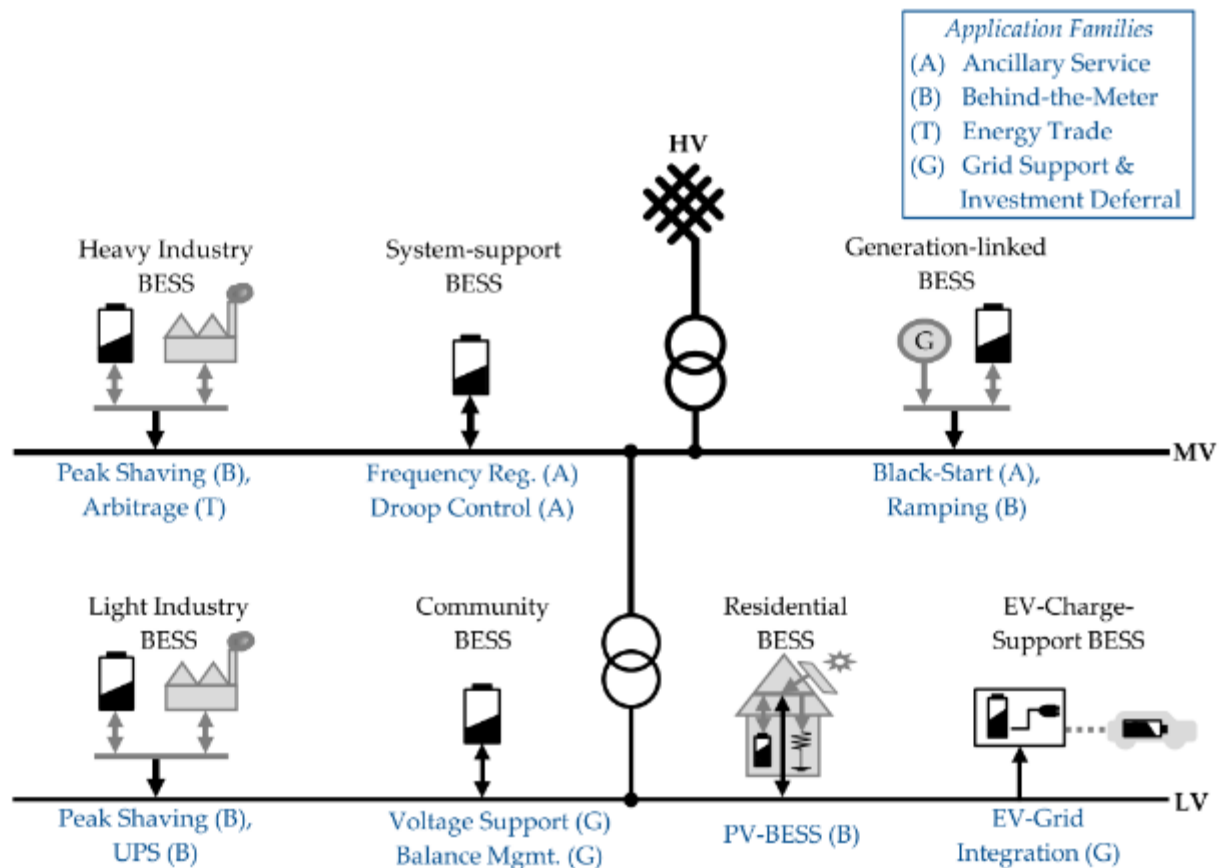 Application Families
(A) Ancillary Service
(B) Behind-the-Meter
(T) Energy Trade
(G) Grid Support &
Investment Deferral
HV
Heavy Industry
BESS
System-support
BESS
Generation-linked
BESS
G
MV
Peak Shaving (B),
Arbitrage (T)
Frequency Reg. (A)
Droop Control (A)
Black-Start (A),
Ramping (B)
Light Industry
BESS
Community
BESS
Residential
BESS
EV-Charge-
Support BESS
LV
Peak Shaving (B),
UPS (B)
Voltage Support (G)
Balance Mgmt. (G)
PV-BESS (B)
EV-Grid
Integration (G)